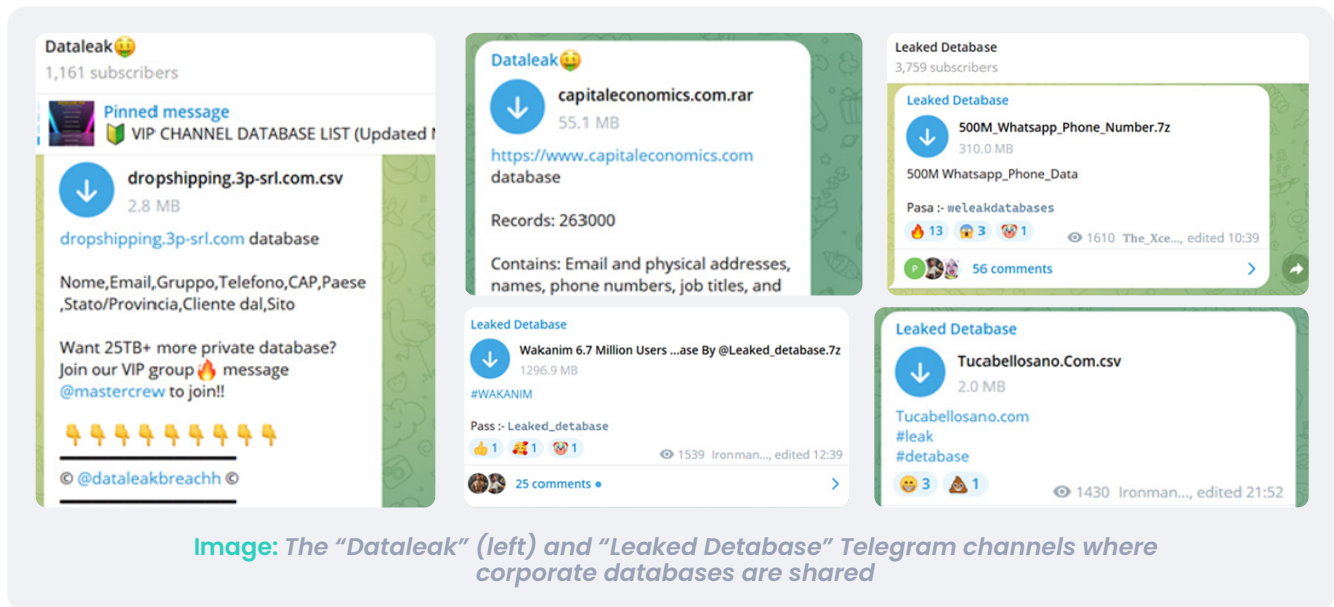 Dataleak🤑
1,161 subscribers
Pinned message
🔰 VIP CHANNEL DATABASE LIST (Updated
dropshipping.3p-srl.com.csv
2.8 MB
dropshipping.3p-srl.com database
Nome,Email,Gruppo,Telefono,CAP,Paese
,Stato/Provincia,Cliente dal,Sito
Want 25TB+ more private database?
Join our VIP group🔥 message
@mastercrew to join!!
👇👇👇👇👇👇👇👇👇
© @dataleakbreachh ©
Dataleak🤑
capitaleconomics.com.rar
55.1 MB
https://www.capitaleconomics.com
database
Records: 263000
Contains: Email and physical addresses,
names, phone numbers, job titles, and
Leaked Detabase
3,759 subscribers
Leaked Detabase
500M_Whatsapp_Phone_Number.7z
310.0 MB
500M Whatsapp_Phone_Data
Pasa :- weleakdatabases
🔥 13 😱 3 🤡 1
1610 The_Xce..., edited 10:39
P
56 comments
Leaked Detabase
Wakanim 6.7 Million Users ...ase By @Leaked_detabase.7z
1296.9 MB
#WAKANIM
Pass :- Leaked_detabase
👍 1 🥰 1 🤡 1
1539 Ironman..., edited 12:39
25 comments
Leaked Detabase
Tucabellosano.Com.csv
2.0 MB
Tucabellosano.com
#leak
#detabase
😁 3 💩 1
1430 Ironman..., edited 21:52
Image: The “Dataleak” (left) and “Leaked Detabase” Telegram channels where
corporate databases are shared